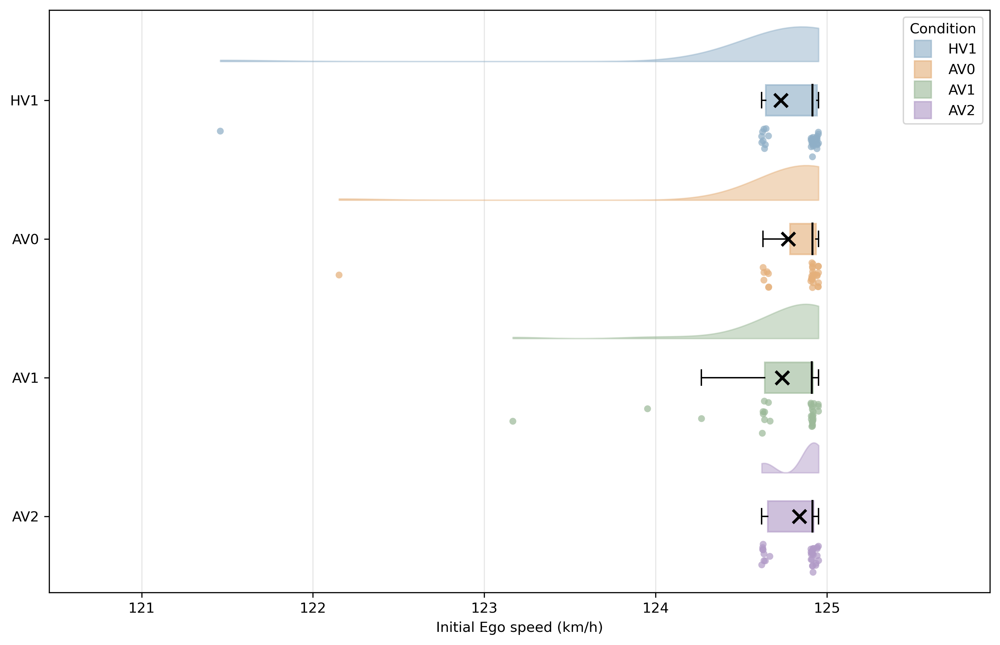 Condition
HV1
AV0
AV1
AV2
HV1
AV0
AV1
AV2
121 122 123 124 125
Initial Ego speed (km/h)